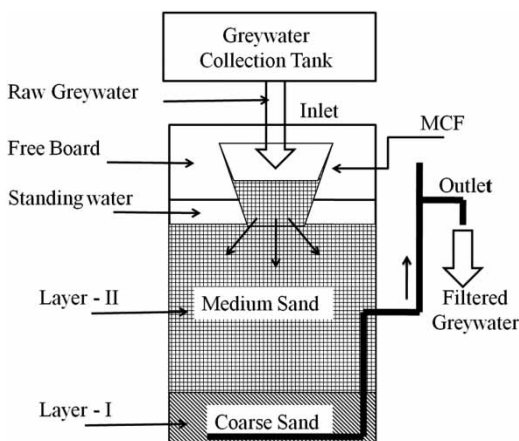 Greywater
Collection Tank
Raw Greywater
Inlet
MCF
Free Board
Outlet
Standing water
Layer - II
Medium Sand
Filtered
Greywater
Layer - I
Coarse Sand